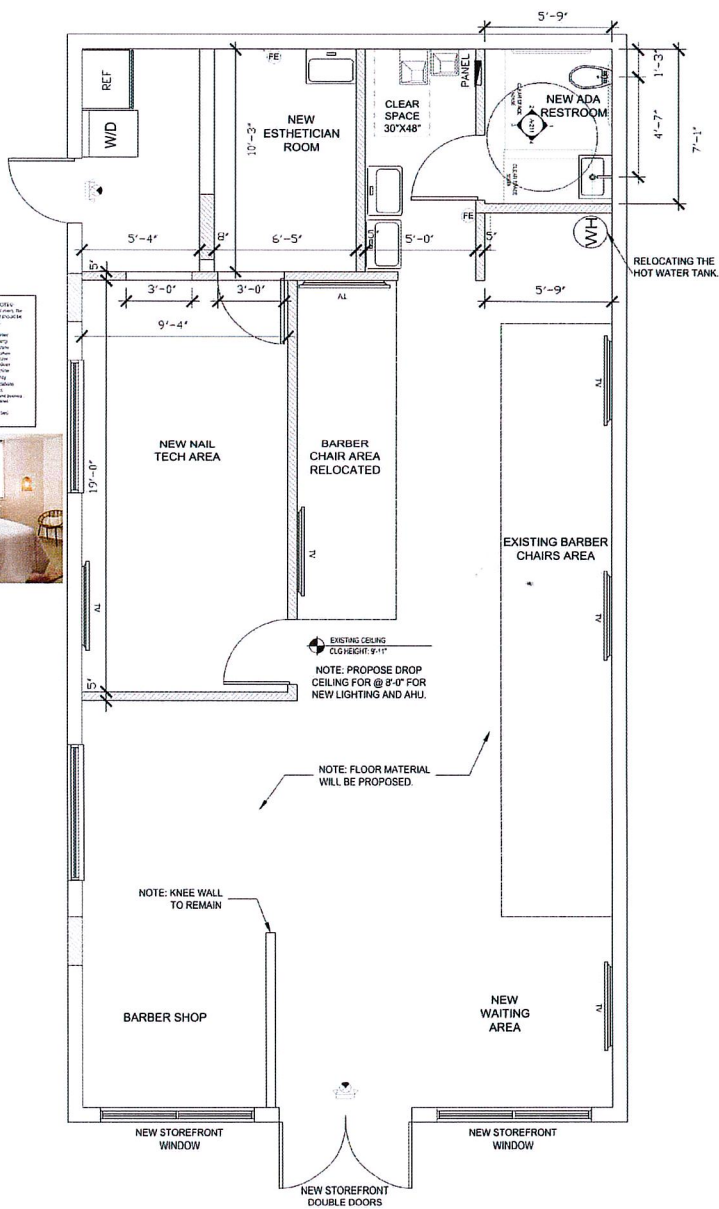 5'-9"
REF
FE
PANEL
1'-3"
NEW
ESTHETICIAN
ROOM
CLEAR
SPACE
30"X48"
NEW ADA
RESTROOM
W/D
10'-3"
4'-7"
7'-1"
CLEAR SPACE
FE
WH
5'-4"
8"
6'-5"
5"
5'-0"
5"
RELOCATING THE
HOT WATER TANK.
5"
3'-0"
3'-0"
TV
5'-9"
9'-4"
TV
NEW NAIL
TECH AREA
BARBER
CHAIR AREA
RELOCATED
19'-0"
TV
EXISTING BARBER
CHAIRS AREA
TV
TV
EXISTING CEILING
CLG HEIGHT: 9'-11"
5"
NOTE: PROPOSE DROP
CEILING FOR @ 8'-0" FOR
NEW LIGHTING AND AHU.
NOTE: FLOOR MATERIAL
WILL BE PROPOSED.
NOTE: KNEE WALL
TO REMAIN
BARBER SHOP
NEW
WAITING
AREA
TV
NEW STOREFRONT
WINDOW
NEW STOREFRONT
WINDOW
NEW STOREFRONT
DOUBLE DOORS